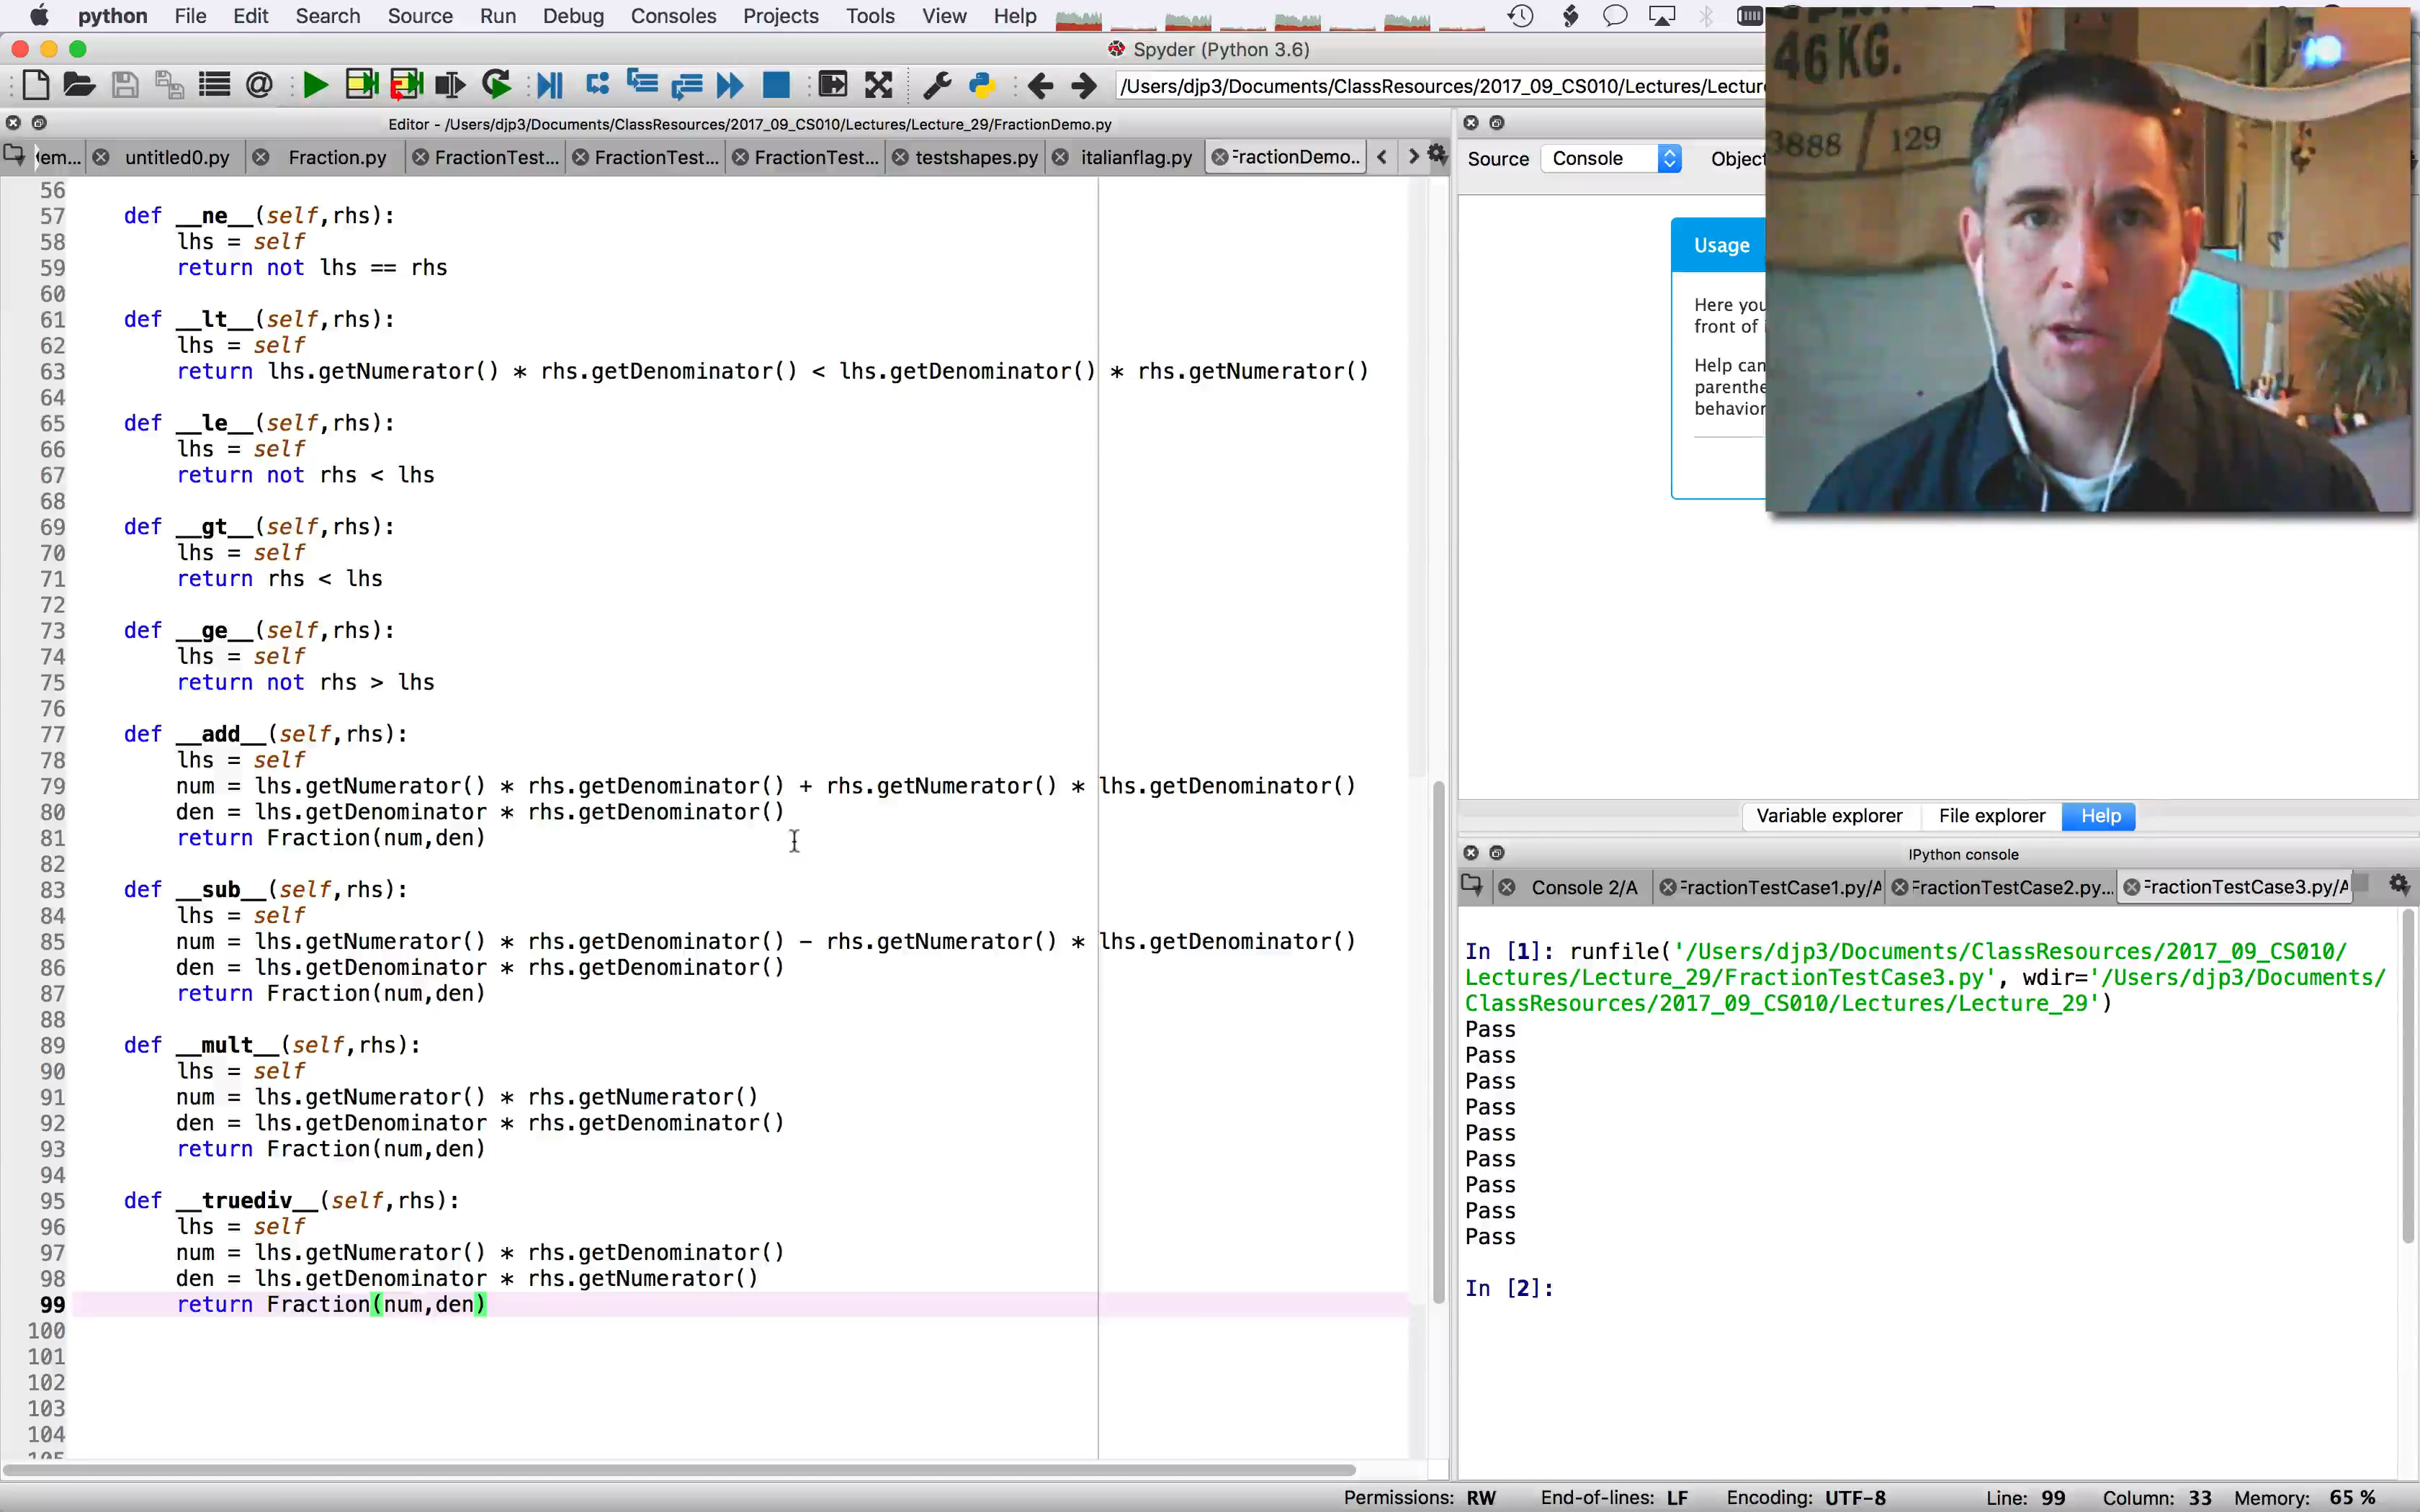 python File Edit Search Source Run Debug Consoles Projects Tools View Help
Spyder (Python 3.6)
/Users/djp3/Documents/ClassResources/2017_09_CS010/Lectures/Lectur
Editor - /Users/djp3/Documents/ClassResources/2017_09_CS010/Lectures/Lecture_29/FractionDemo.py
em... untitled0.py Fraction.py FractionTest... FractionTest... FractionTest... testshapes.py italianflag.py FractionDemo..
56
57 def __ne__(self,rhs):
58 lhs = self
59 return not lhs == rhs
60
61 def __lt__(self,rhs):
62 lhs = self
63 return lhs.getNumerator() * rhs.getDenominator() < lhs.getDenominator() * rhs.getNumerator()
64
65 def __le__(self,rhs):
66 lhs = self
67 return not rhs < lhs
68
69 def __gt__(self,rhs):
70 lhs = self
71 return rhs < lhs
72
73 def __ge__(self,rhs):
74 lhs = self
75 return not rhs > lhs
76
77 def __add__(self,rhs):
78 lhs = self
79 num = lhs.getNumerator() * rhs.getDenominator() + rhs.getNumerator() * lhs.getDenominator()
80 den = lhs.getDenominator * rhs.getDenominator()
81 return Fraction(num,den)
82
83 def __sub__(self,rhs):
84 lhs = self
85 num = lhs.getNumerator() * rhs.getDenominator() - rhs.getNumerator() * lhs.getDenominator()
86 den = lhs.getDenominator * rhs.getDenominator()
87 return Fraction(num,den)
88
89 def __mult__(self,rhs):
90 lhs = self
91 num = lhs.getNumerator() * rhs.getNumerator()
92 den = lhs.getDenominator * rhs.getDenominator()
93 return Fraction(num,den)
94
95 def __truediv__(self,rhs):
96 lhs = self
97 num = lhs.getNumerator() * rhs.getDenominator()
98 den = lhs.getDenominator * rhs.getNumerator()
99 return Fraction(num,den)
100
101
102
103
104
Source Console Object
Usage
Here you
front of
Help can
parenthe
behavior
46 KG.
3888 / 129
Variable explorer File explorer Help
IPython console
Console 2/A FractionTestCase1.py/A FractionTestCase2.py... FractionTestCase3.py/A
In [1]: runfile('/Users/djp3/Documents/ClassResources/2017_09_CS010/
Lectures/Lecture_29/FractionTestCase3.py', wdir='/Users/djp3/Documents/
ClassResources/2017_09_CS010/Lectures/Lecture_29')
Pass
Pass
Pass
Pass
Pass
Pass
Pass
Pass
Pass
In [2]:
Permissions: RW End-of-lines: LF Encoding: UTF-8 Line: 99 Column: 33 Memory: 65 %